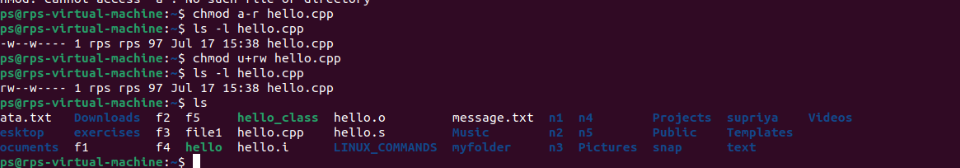 hmod: cannot access 'a': No such file or directory
ps@rps-virtual-machine:~$ chmod a-r hello.cpp
ps@rps-virtual-machine:~$ ls -l hello.cpp
-w--w---- 1 rps rps 97 Jul 17 15:38 hello.cpp
ps@rps-virtual-machine:~$ chmod u+rw hello.cpp
ps@rps-virtual-machine:~$ ls -l hello.cpp
rw--w---- 1 rps rps 97 Jul 17 15:38 hello.cpp
ps@rps-virtual-machine:~$ ls
ata.txt Downloads f2 f5 hello_class hello.o message.txt n1 n4 Projects supriya Videos
esktop exercises f3 file1 hello.cpp hello.s Music n2 n5 Public Templates
ocuments f1 f4 hello hello.i LINUX_COMMANDS myfolder n3 Pictures snap text
ps@rps-virtual-machine:~$